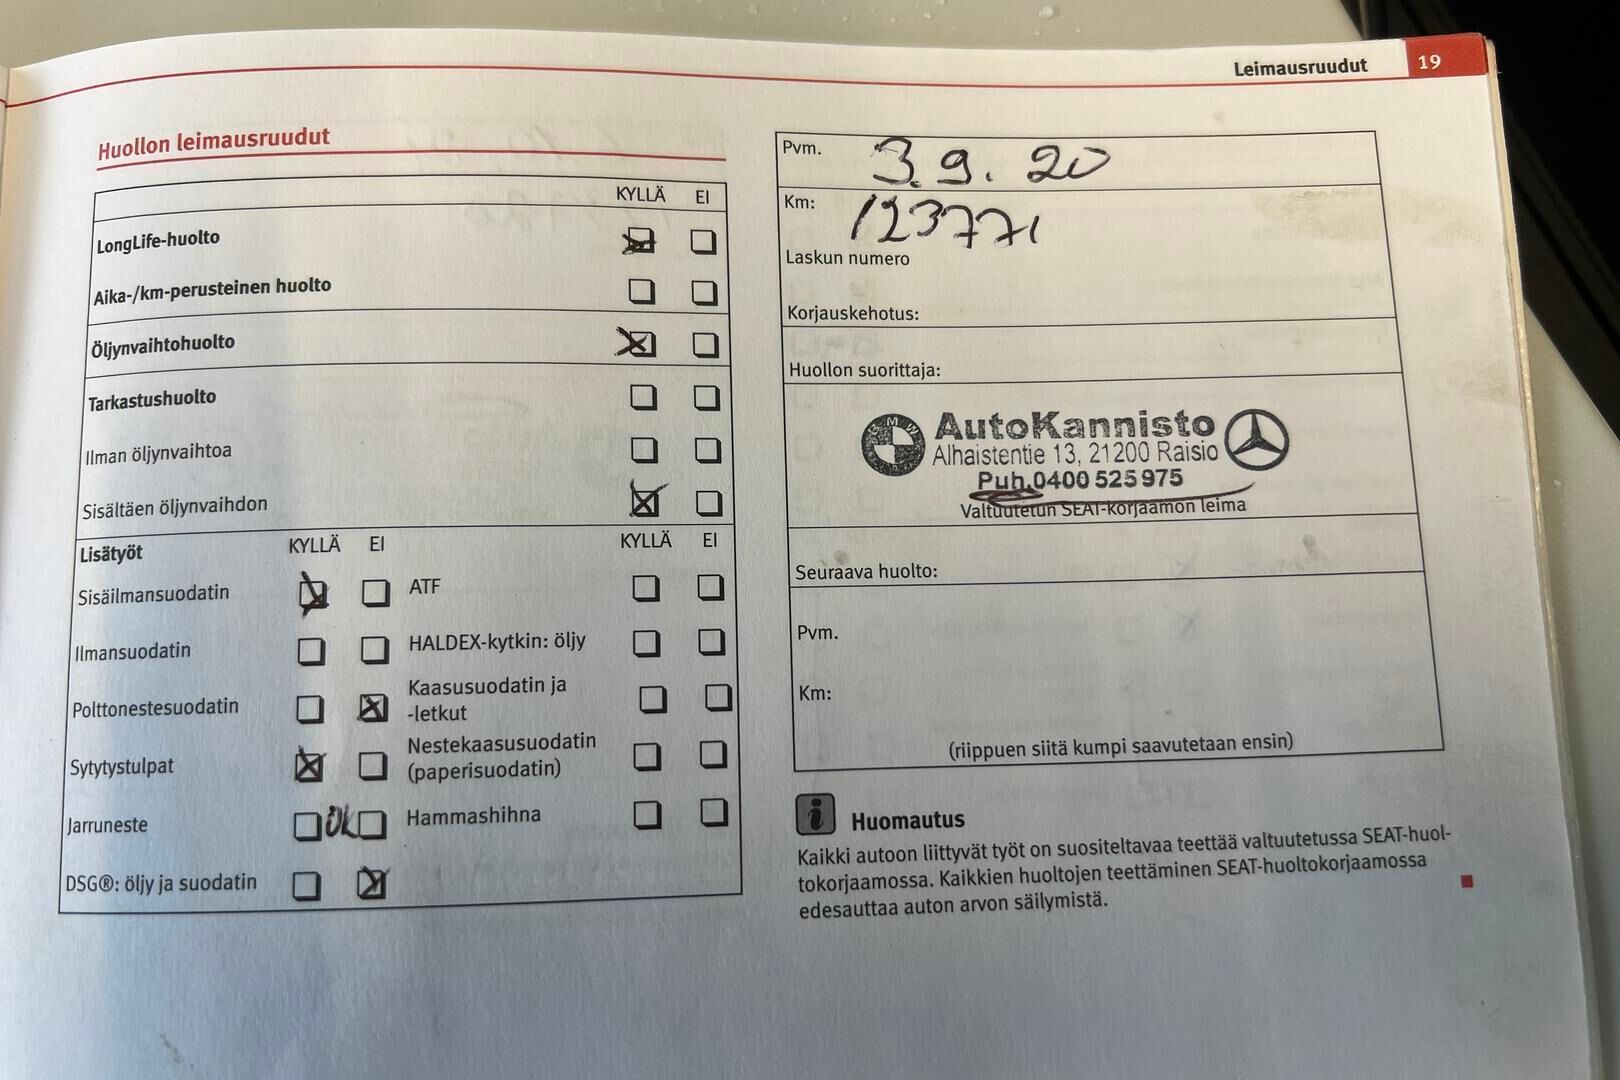 Leimausruudut 19
Huollon leimausruudut
KYLLÄ EI
LongLife-huolto
Aika-/km-perusteinen huolto
Öljynvaihtohuolto
Tarkastushuolto
Ilman öljynvaihtoa
Sisältäen öljynvaihdon
Lisätyöt KYLLÄ EI KYLLÄ EI
Sisäilmansuodatin ATF
Ilmansuodatin HALDEX-kytkin: öljy
Polttonestesuodatin Kaasusuodatin ja
-letkut
Sytytystulpat Nestekaasusuodatin
(paperisuodatin)
Jarruneste OK Hammashihna
DSG®: öljy ja suodatin
Pvm. 3.9.20
Km: 123771
Laskun numero
Korjauskehotus:
Huollon suorittaja:
BMW
AutoKannisto
Alhaistentie 13, 21200 Raisio
Puh.0400 525 975
Valtuutetun SEAT-korjaamon leima
Seuraava huolto:
Pvm.
Km:
(riippuen siitä kumpi saavutetaan ensin)
i Huomautus
Kaikki autoon liittyvät työt on suositeltavaa teettää valtuutetussa SEAT-huol-
tokorjaamossa. Kaikkien huoltojen teettäminen SEAT-huoltokorjaamossa
edesauttaa auton arvon säilymistä.